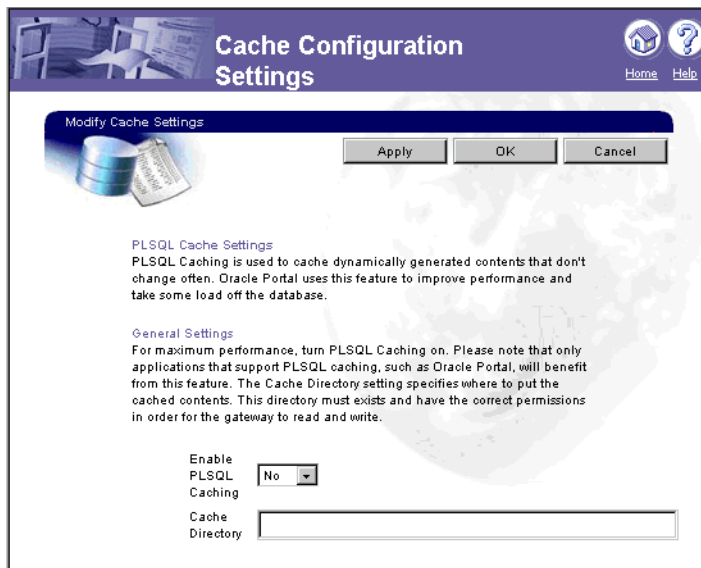 Cache Configuration
Settings
Home Help
Modify Cache Settings
Apply OK Cancel
PLSQL Cache Settings
PLSQL Caching is used to cache dynamically generated contents that don't
change often. Oracle Portal uses this feature to improve performance and
take some load off the database.
General Settings
For maximum performance, turn PLSQL Caching on. Please note that only
applications that support PLSQL caching, such as Oracle Portal, will benefit
from this feature. The Cache Directory setting specifies where to put the
cached contents. This directory must exists and have the correct permissions
in order for the gateway to read and write.
Enable
PLSQL No
Caching
Cache
Directory